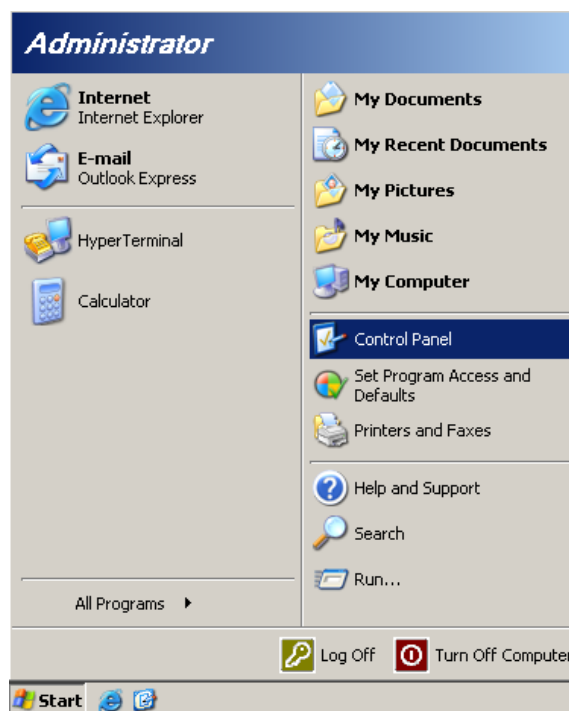 Administrator
Internet
Internet Explorer
E-mail
Outlook Express
HyperTerminal
Calculator
All Programs
My Documents
My Recent Documents
My Pictures
My Music
My Computer
Control Panel
Set Program Access and
Defaults
Printers and Faxes
Help and Support
Search
Run...
Log Off
Turn Off Computer
Start